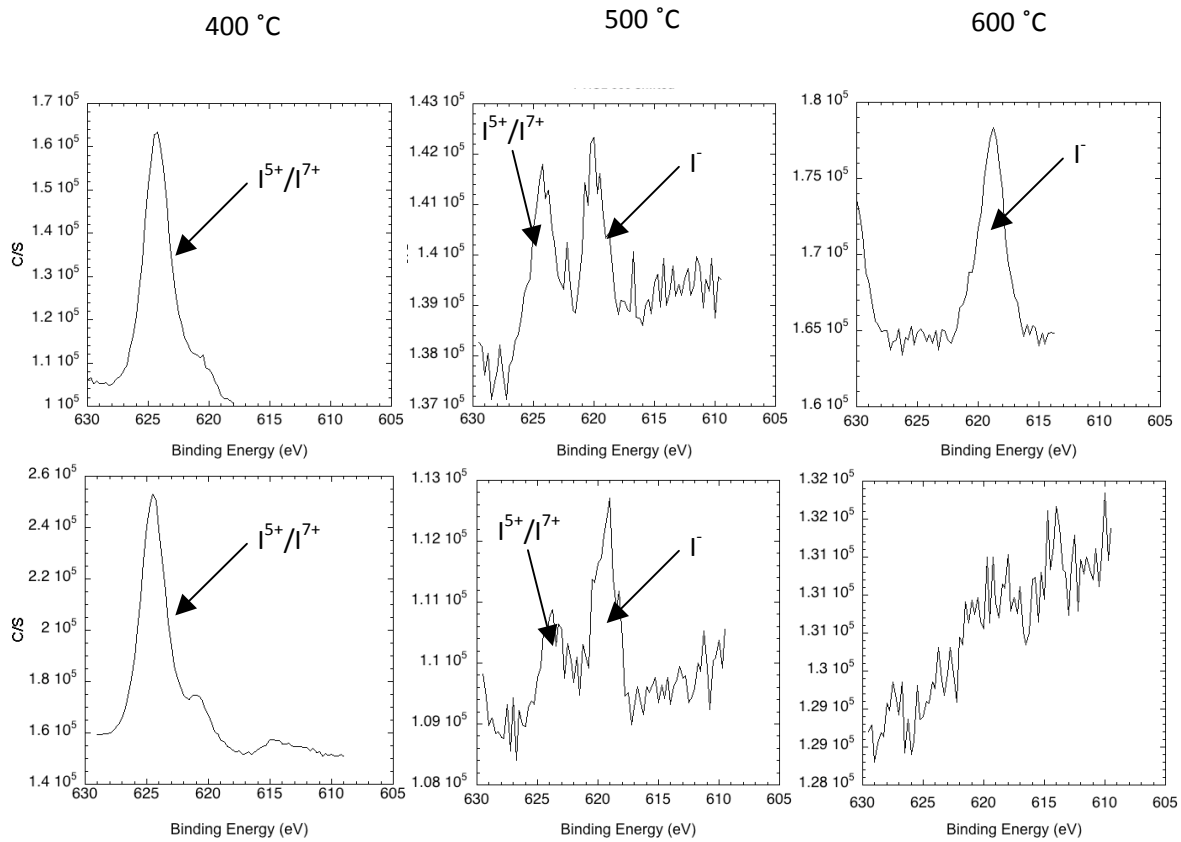 400 ˚C
500 ˚C
600 ˚C
1.7 10⁵
1.6 10⁵
1.5 10⁵
1.4 10⁵
1.3 10⁵
1.2 10⁵
1.1 10⁵
1 10⁵
C/S
I⁵⁺/I⁷⁺
630 625 620 615 610 605
Binding Energy (eV)
1.43 10⁵
1.42 10⁵
1.41 10⁵
1.4 10⁵
1.39 10⁵
1.38 10⁵
1.37 10⁵
I⁵⁺/I⁷⁺
I⁻
630 625 620 615 610 605
Binding Energy (eV)
1.8 10⁵
1.75 10⁵
1.7 10⁵
1.65 10⁵
1.6 10⁵
I⁻
630 625 620 615 610 605
Binding Energy (eV)
2.6 10⁵
2.4 10⁵
2.2 10⁵
2 10⁵
1.8 10⁵
1.6 10⁵
1.4 10⁵
C/S
I⁵⁺/I⁷⁺
630 625 620 615 610 605
Binding Energy (eV)
1.13 10⁵
1.12 10⁵
1.11 10⁵
1.1 10⁵
1.09 10⁵
1.08 10⁵
I⁵⁺/I⁷⁺
I⁻
630 625 620 615 610 605
Binding Energy (eV)
1.32 10⁵
1.32 10⁵
1.31 10⁵
1.31 10⁵
1.3 10⁵
1.29 10⁵
1.29 10⁵
1.28 10⁵
630 625 620 615 610 605
Binding Energy (eV)